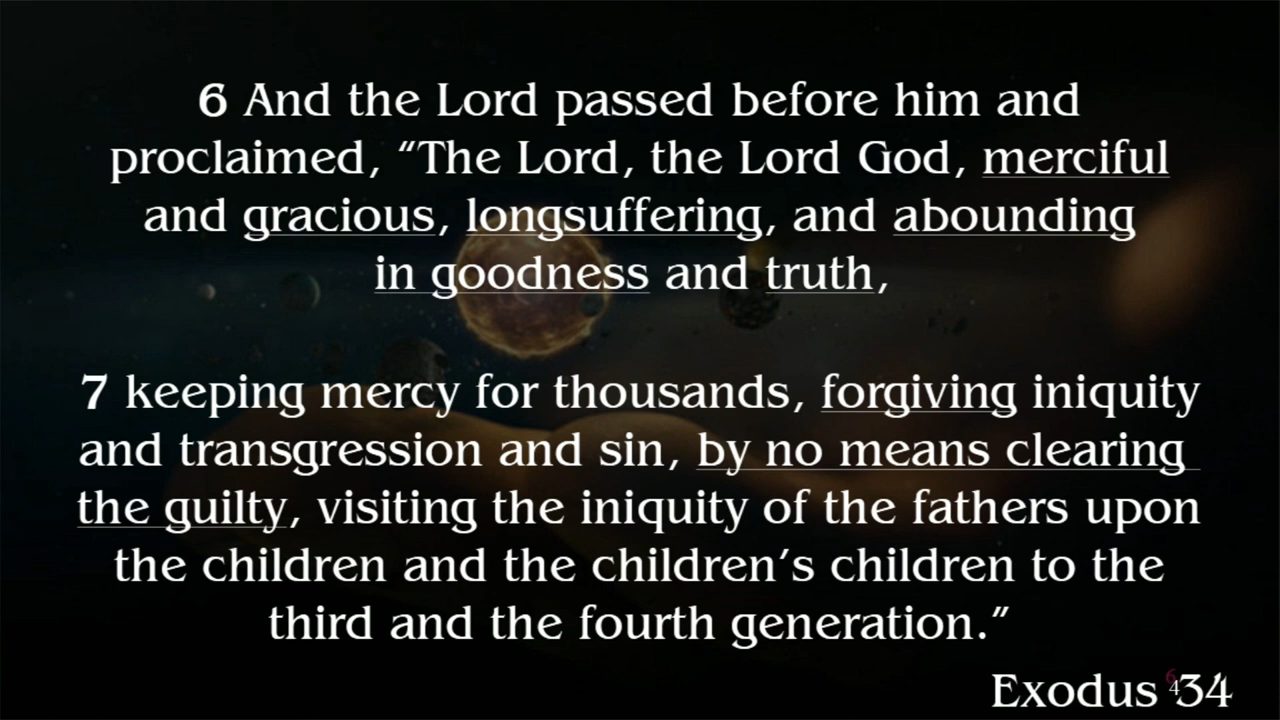 6 And the Lord passed before him and
proclaimed, “The Lord, the Lord God, merciful
and gracious, longsuffering, and abounding
in goodness and truth,
7 keeping mercy for thousands, forgiving iniquity
and transgression and sin, by no means clearing
the guilty, visiting the iniquity of the fathers upon
the children and the children’s children to the
third and the fourth generation.”
Exodus 34
6
4